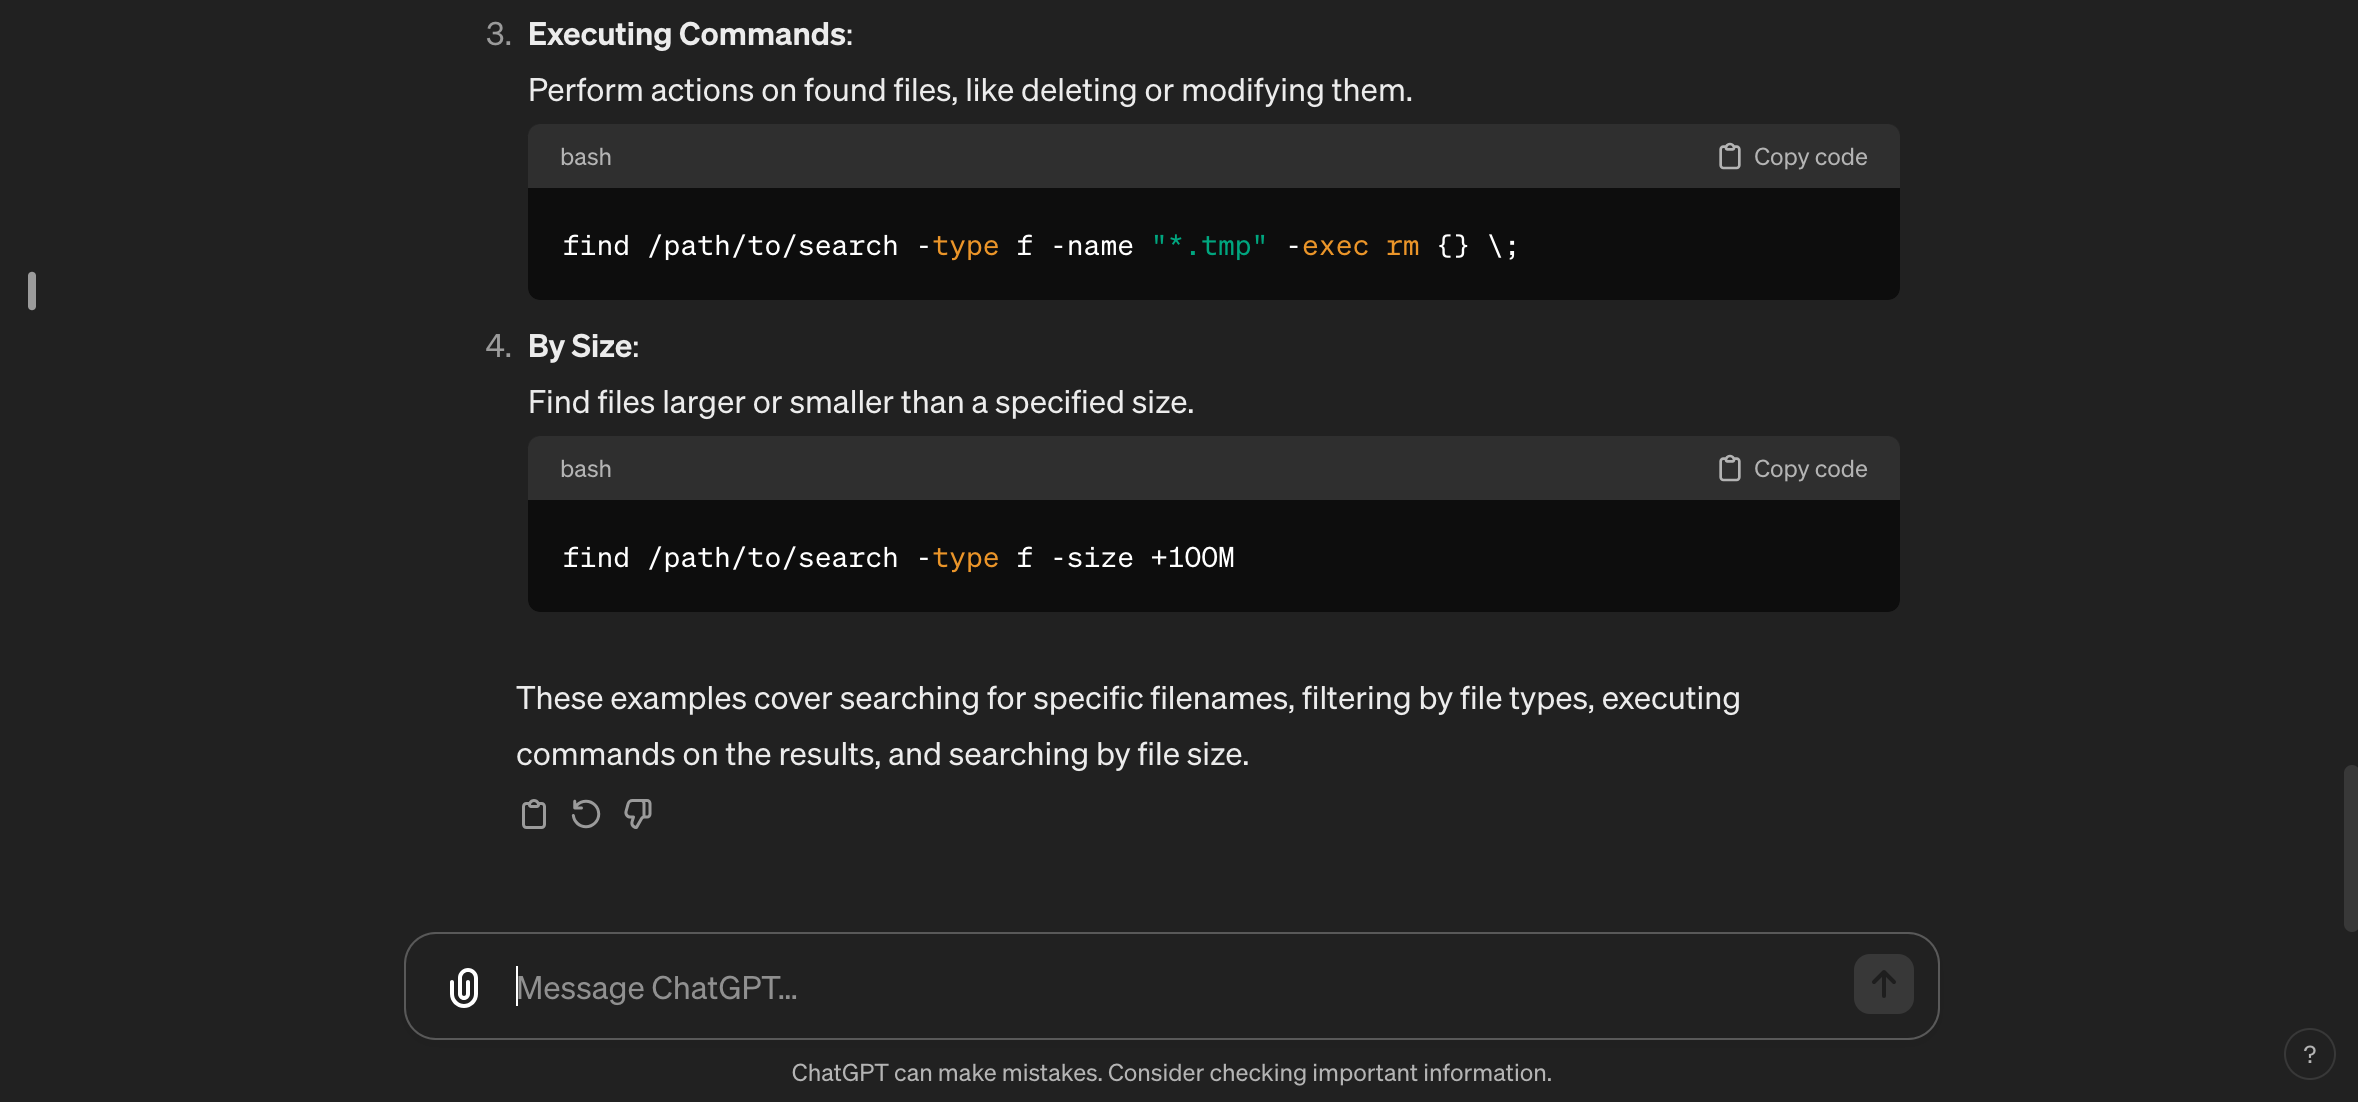 3. Executing Commands:
Perform actions on found files, like deleting or modifying them.
bash Copy code
find /path/to/search -type f -name "*.tmp" -exec rm {} \;
4. By Size:
Find files larger or smaller than a specified size.
bash Copy code
find /path/to/search -type f -size +100M
These examples cover searching for specific filenames, filtering by file types, executing
commands on the results, and searching by file size.
Message ChatGPT...
ChatGPT can make mistakes. Consider checking important information.
?